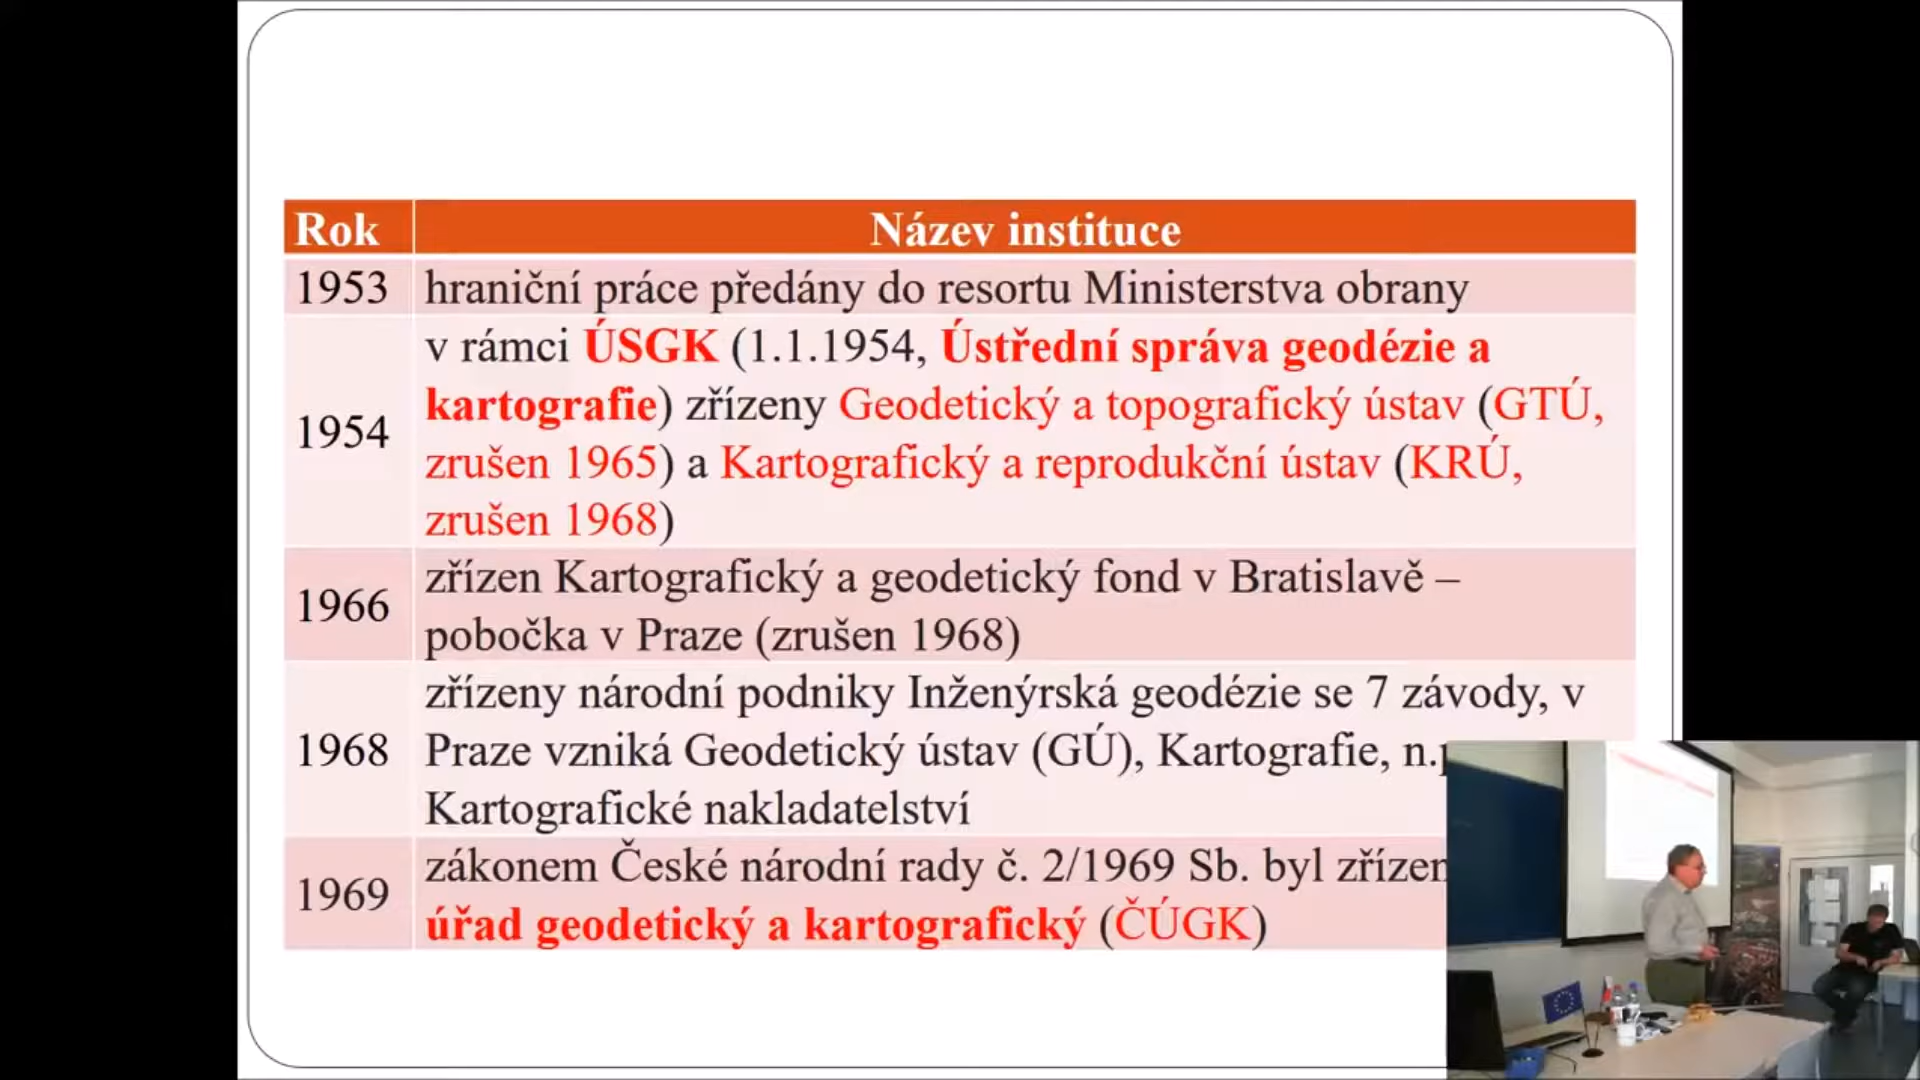 Rok Název instituce
1953 hraniční práce předány do resortu Ministerstva obrany
1954 v rámci ÚSGK (1.1.1954, Ústřední správa geodézie a
kartografie) zřízeny Geodetický a topografický ústav (GTÚ,
zrušen 1965) a Kartografický a reprodukční ústav (KRÚ,
zrušen 1968)
1966 zřízen Kartografický a geodetický fond v Bratislavě –
pobočka v Praze (zrušen 1968)
1968 zřízeny národní podniky Inženýrská geodézie se 7 závody, v
Praze vzniká Geodetický ústav (GÚ), Kartografie,
Kartografické nakladatelství
1969 zákonem České národní rady č. 2/1969 Sb. byl zřízen
úřad geodetický a kartografický (ČÚGK)